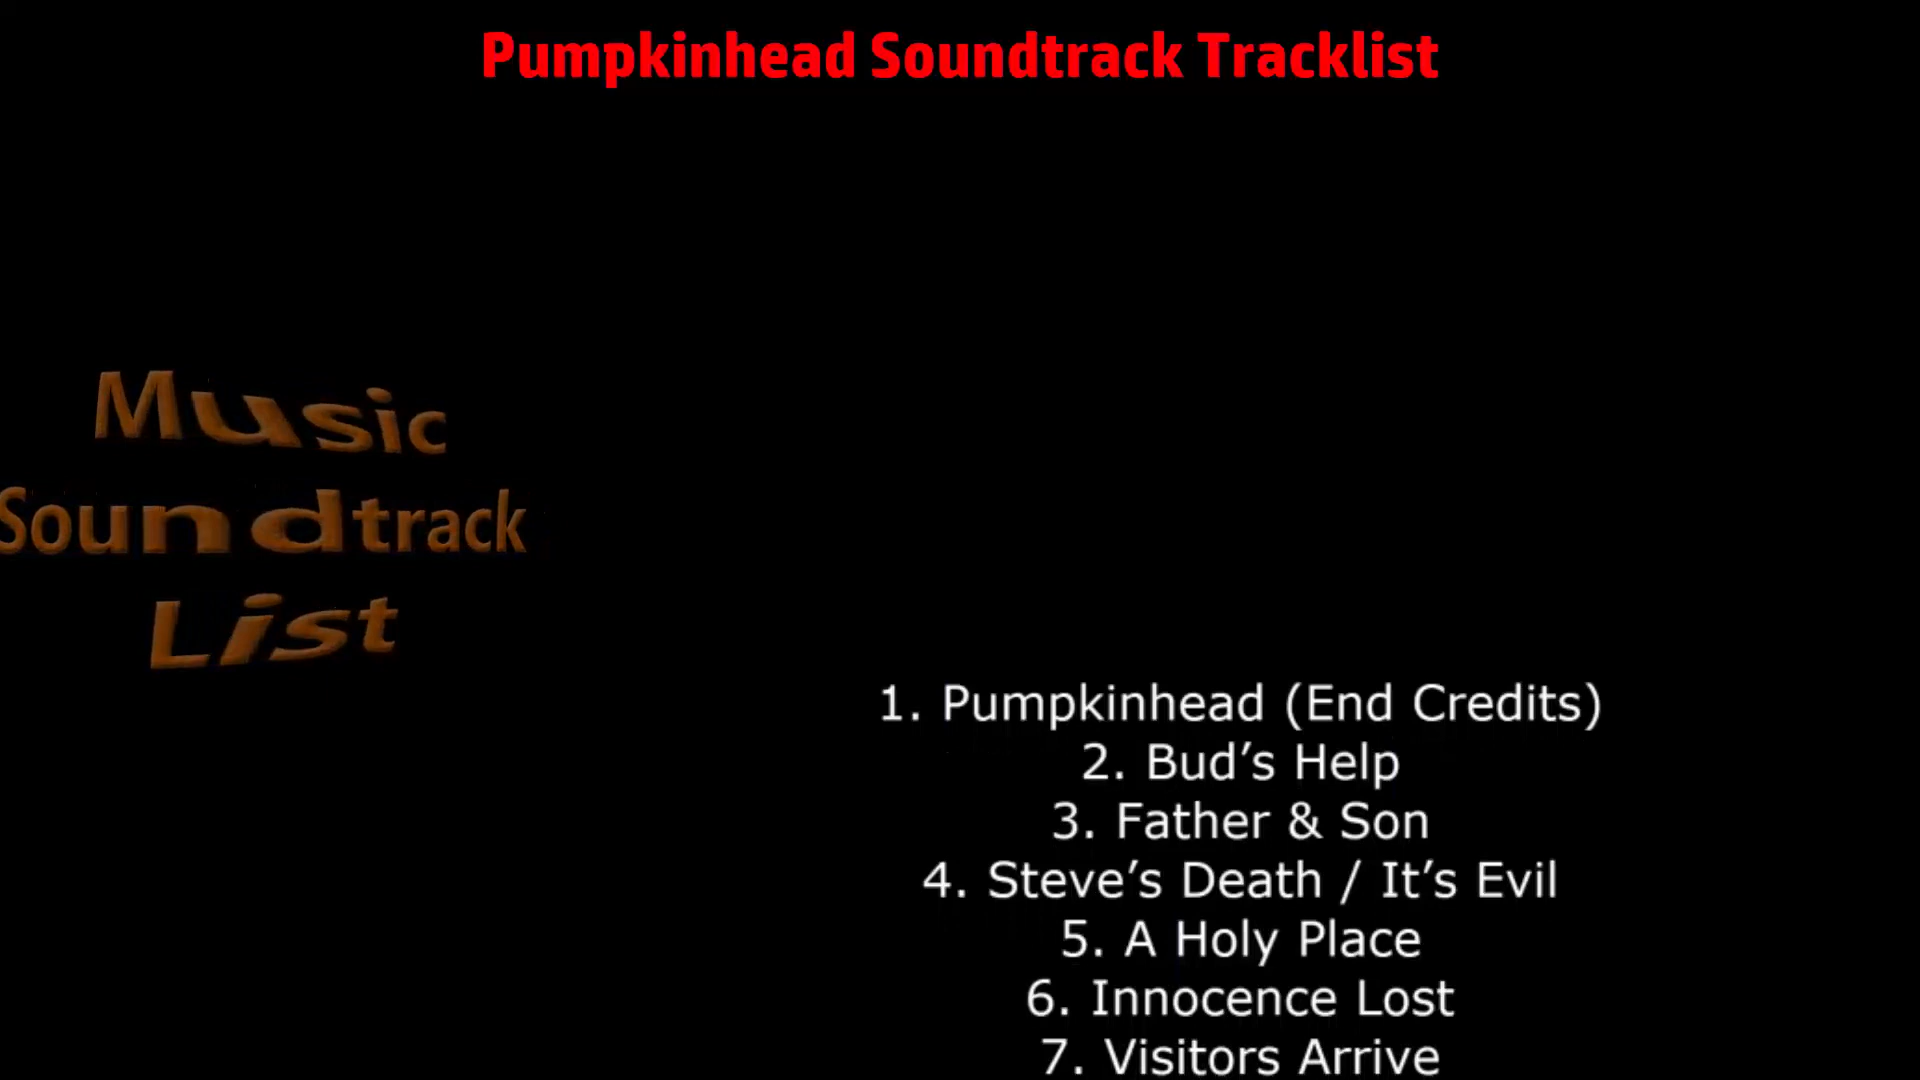 Pumpkinhead Soundtrack Tracklist
Music
Soundtrack
List
1. Pumpkinhead (End Credits)
2. Bud’s Help
3. Father & Son
4. Steve’s Death / It’s Evil
5. A Holy Place
6. Innocence Lost
7. Visitors Arrive